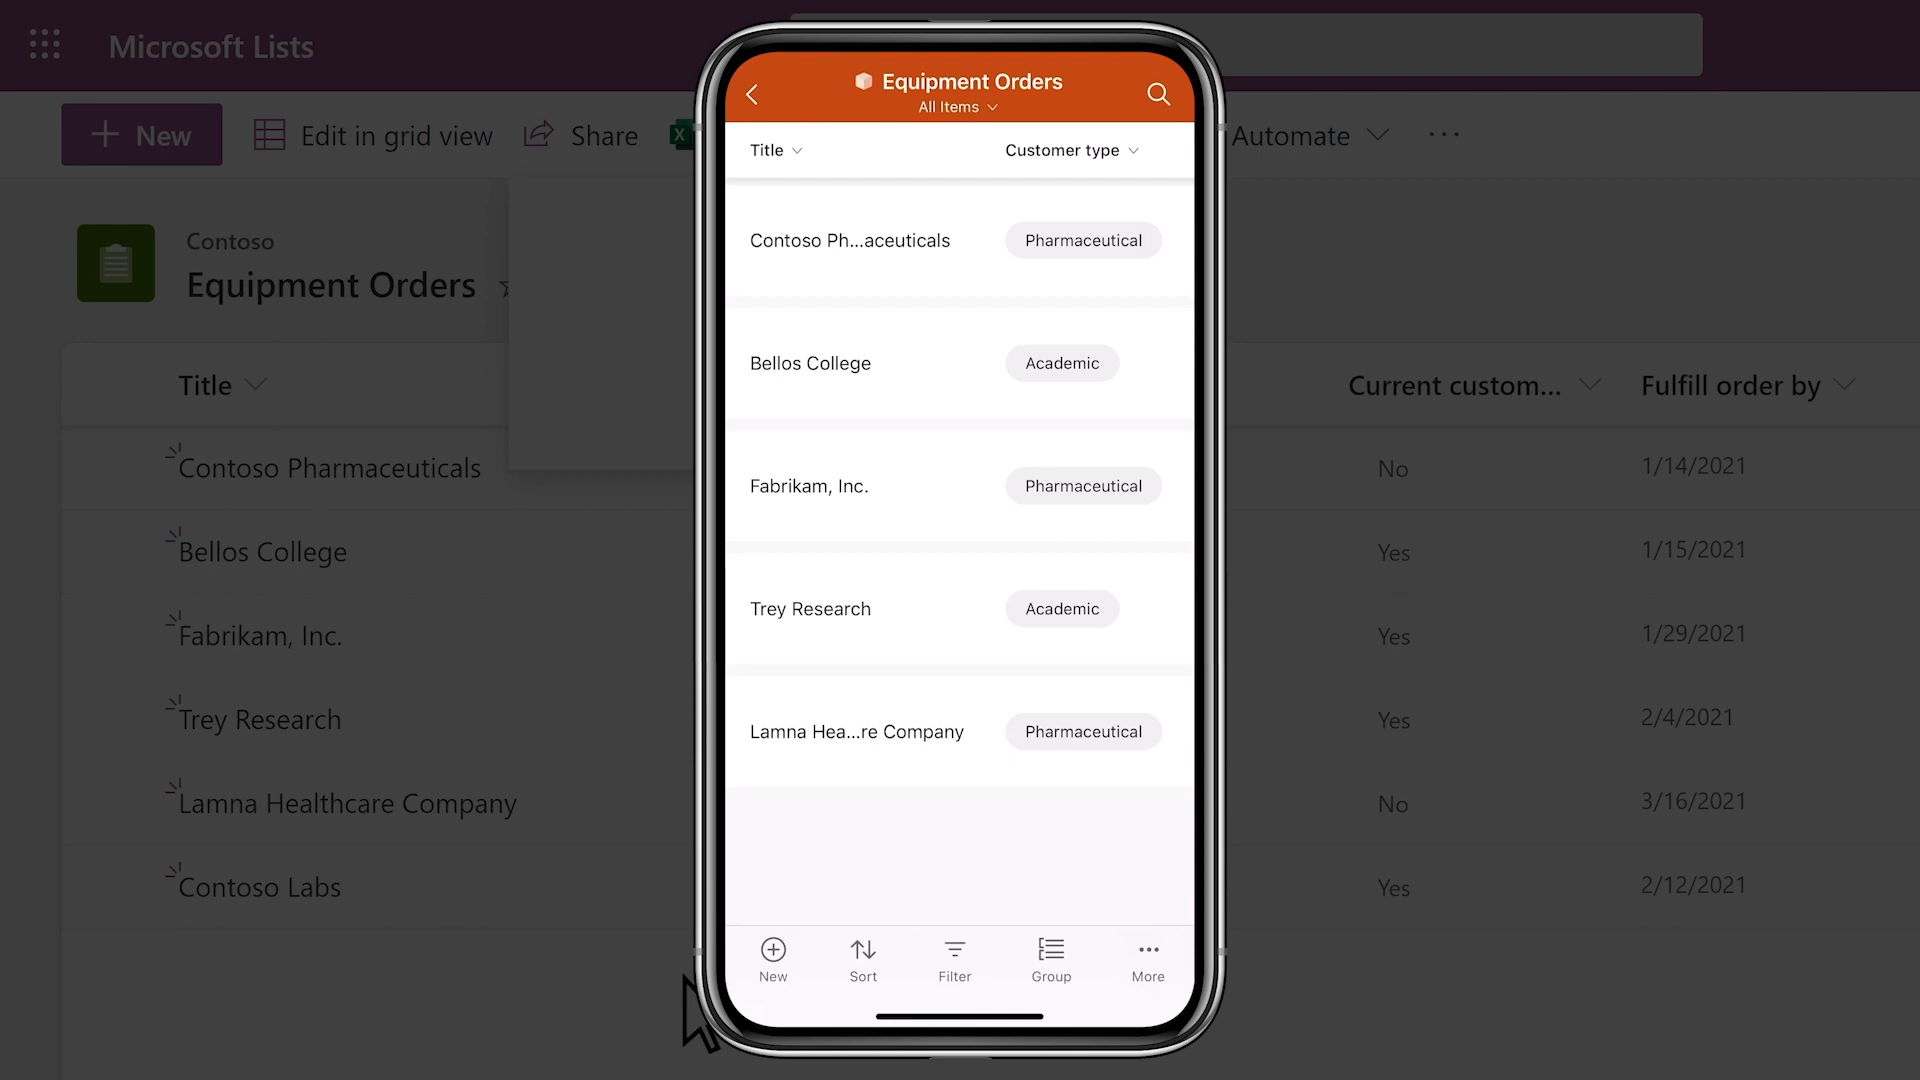 Microsoft Lists
New
Edit in grid view
Share
Automate
Contoso
Equipment Orders
Title
Current custom...
Fulfill order by
Contoso Pharmaceuticals
No
1/14/2021
Bellos College
Yes
1/15/2021
Fabrikam, Inc.
Yes
1/29/2021
Trey Research
Yes
2/4/2021
Lamna Healthcare Company
No
3/16/2021
Contoso Labs
Yes
2/12/2021
Equipment Orders
All Items
Title
Customer type
Contoso Ph...aceuticals
Pharmaceutical
Bellos College
Academic
Fabrikam, Inc.
Pharmaceutical
Trey Research
Academic
Lamna Hea...re Company
Pharmaceutical
New
Sort
Filter
Group
More